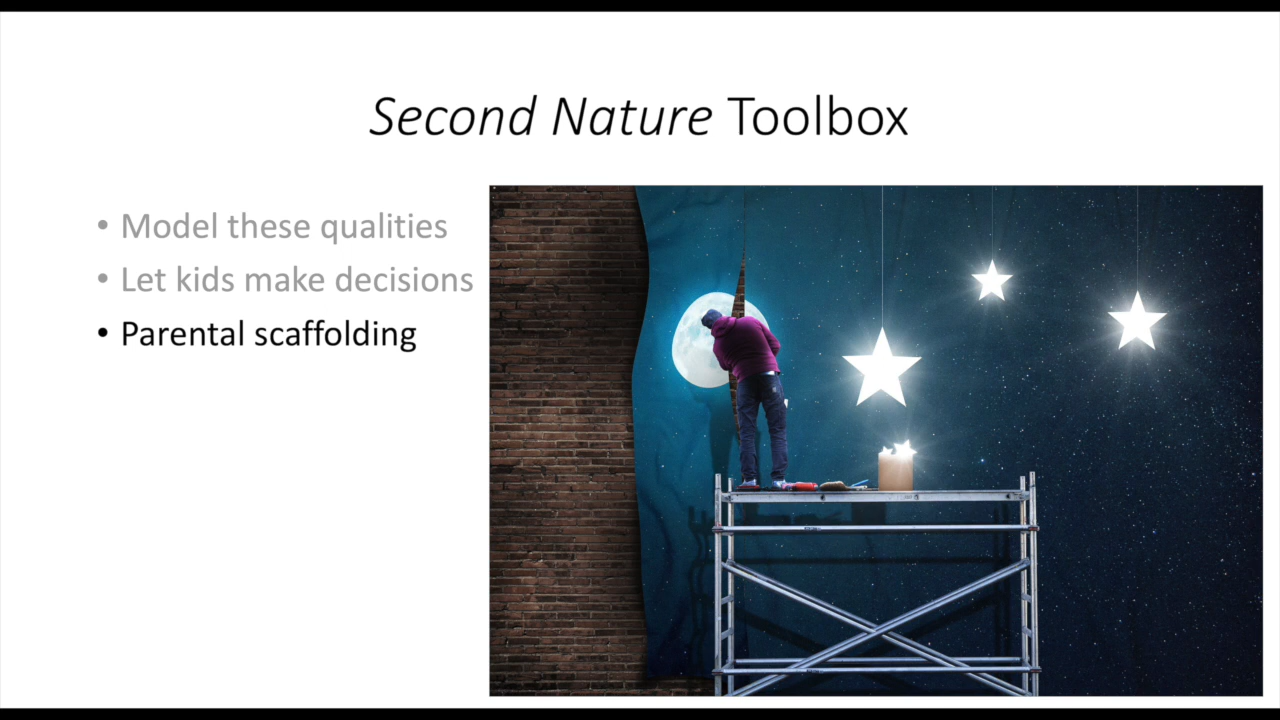 Second Nature Toolbox
• Model these qualities
• Let kids make decisions
• Parental scaffolding